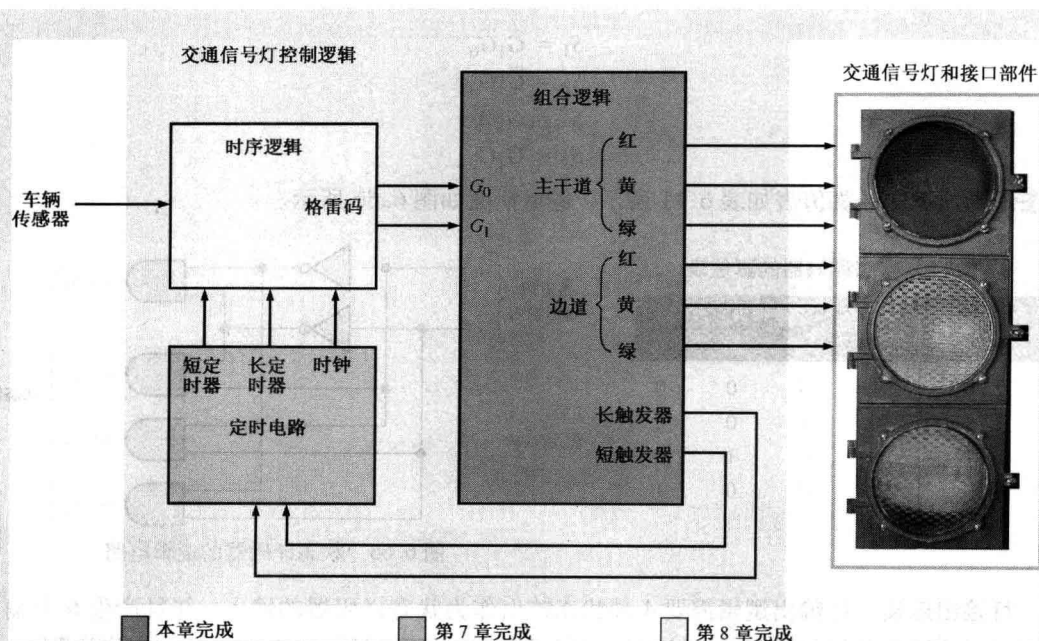 交通信号灯控制逻辑
交通信号灯和接口部件
组合逻辑
时序逻辑
车辆
传感器
格雷码
G₀
G₁
主干道
红
黄
绿
边道
红
黄
绿
短定
时器
长定
时器
时钟
定时电路
长触发器
短触发器
本章完成
第7章完成
第8章完成